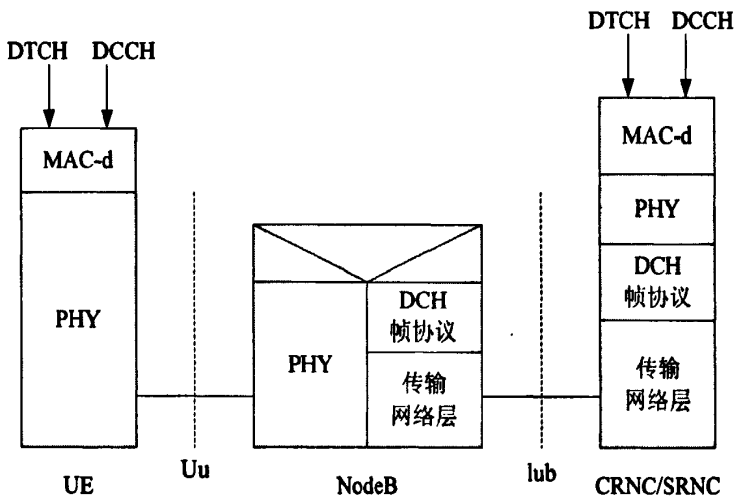 DTCH DCCH
MAC-d
PHY
UE
Uu
PHY
DCH
帧协议
传输
网络层
NodeB
lub
DTCH DCCH
MAC-d
PHY
DCH
帧协议
传输
网络层
CRNC/SRNC